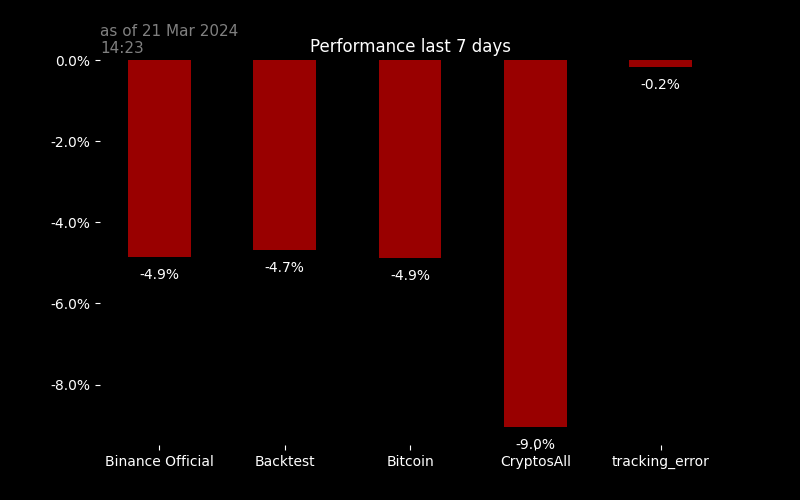 as of 21 Mar 2024
14:23
Performance last 7 days
0.0%
-2.0%
-4.0%
-6.0%
-8.0%
-4.9%
-4.7%
-4.9%
-9.0%
-0.2%
Binance Official
Backtest
Bitcoin
CryptosAll
tracking_error